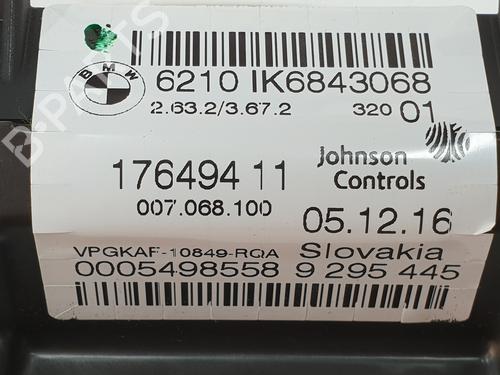 BMW
6210 IK6843068
2.63.2/3.67.2 320 01
Johnson
Controls
17649411
007.068.100 05.12.16
VPGKAF-10849-RQA Slovakia
0005498558 9 295 445
B-PARTS